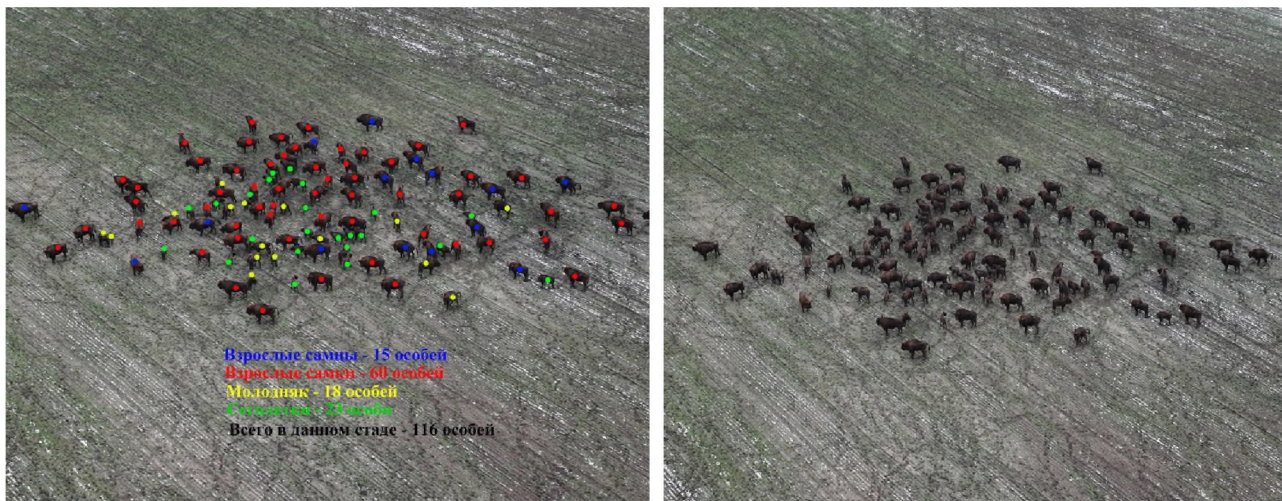 Взрослые самцы - 15 особей
Взрослые самки - 60 особей
Молодняк - 18 особей
Сеголетки - 23 особи
Всего в данном стаде - 116 особей